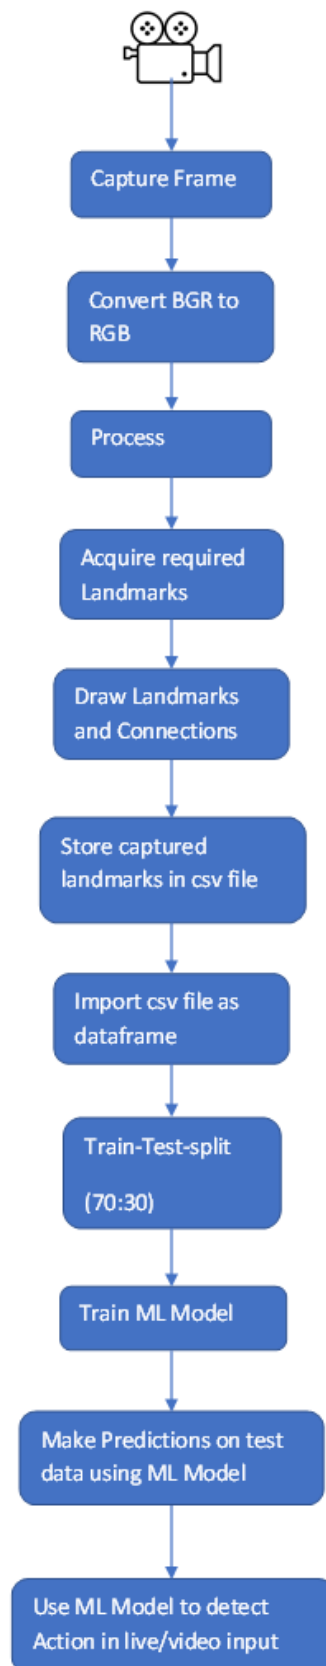 Capture Frame
Convert BGR to
RGB
Process
Acquire required
Landmarks
Draw Landmarks
and Connections
Store captured
landmarks in csv file
Import csv file as
dataframe
Train-Test-split
(70:30)
Train ML Model
Make Predictions on test
data using ML Model
Use ML Model to detect
Action in live/video input